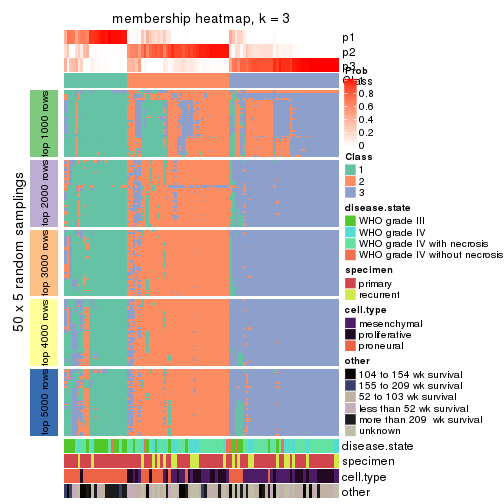 membership heatmap, k = 3
p1
p2
p3
Class
Prob
0.8
0.6
0.4
0.2
0
Class
1
2
3
disease.state
WHO grade III
WHO grade IV
WHO grade IV with necrosis
WHO grade IV without necrosis
specimen
primary
recurrent
cell.type
mesenchymal
proliferative
proneural
other
104 to 154 wk survival
155 to 209 wk survival
52 to 103 wk survival
less than 52 wk survival
more than 209 wk survival
unknown
50 x 5 random samplings
top 1000 rows
top 2000 rows
top 3000 rows
top 4000 rows
top 5000 rows
disease.state
specimen
cell.type
other